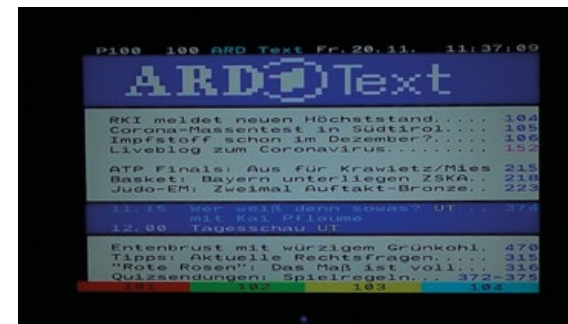 P100 100 ARD Text Fr.20.11. 11:37:09
ARD Text
RKI meldet neuen Höchststand..... 104
Corona-Massentest in Südtirol.... 105
Impfstoff schon im Dezember?..... 106
Liveblog zum Coronavirus......... 152
ATP Finals: Aus für Krawietz/Mies 215
Basket: Bayern unterliegen ZSKA.. 218
Judo-EM: Zweimal Auftakt-Bronze.. 223
11.15 Wer weiß denn sowas? UT .. 374
mit Kai Pflaume
12.00 Tagesschau UT
Entenbrust mit würzigem Grünkohl. 470
Tipps: Aktuelle Rechtsfragen..... 315
"Rote Rosen": Das Maß ist voll... 316
Quizsendungen: Spielregeln... 372-375
101 102 103 104